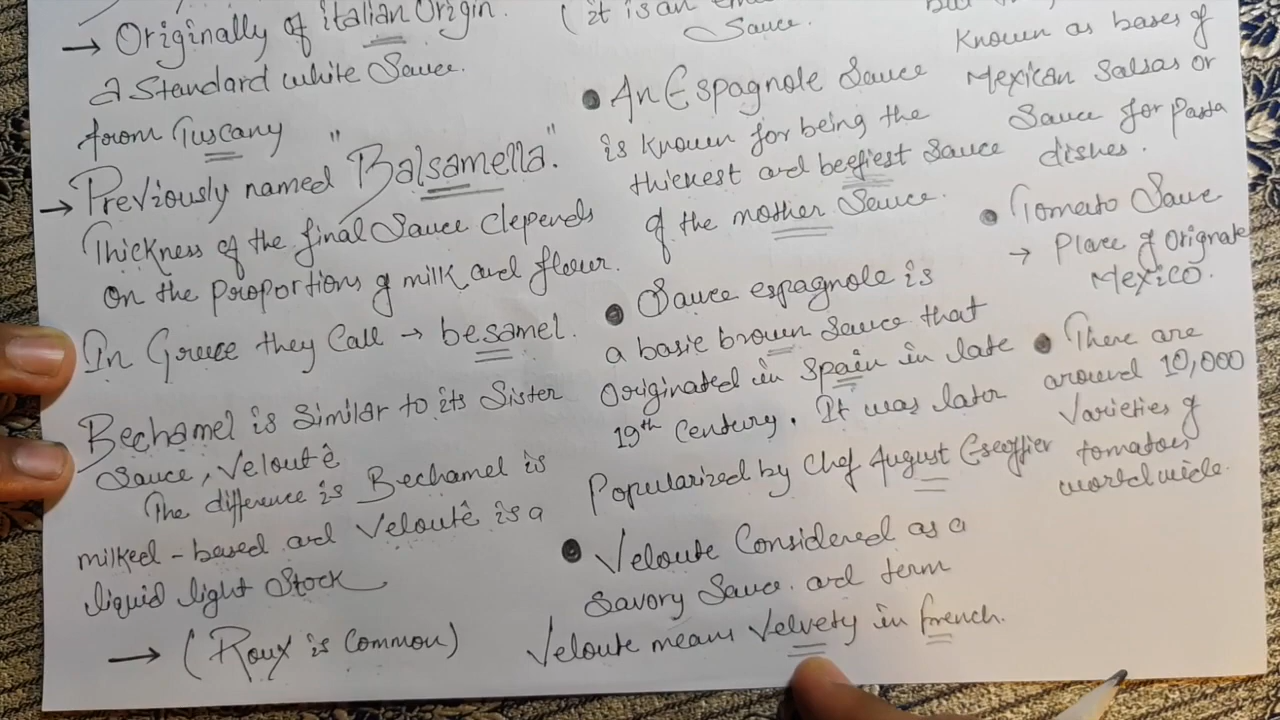 → Originally of italian Origin.
a Standard white Sauce.
from Tuscany
→ Previously named "Balsamella."
Thickness of the final Sauce depends
on the proportions of milk and flour.
In Greece they Call → besamel.
Bechamel is Similar to its Sister
Sauce, Veloutê
The difference is Bechamel is
milked-based and Veloutê is a
liquid light Stock
→ (Roux is Common)
(it is an
Sauce.
• An Espagnole Sauce
is known for being the
thickest and beefiest Sauce
of the mother Sauce.
• Sauce espagnole is
a basic brown Sauce that
Originated in Spain in late
19th Century. It was later
Popularized by Chef August Escoffier
• Veloute Considered as a
Savory Sauce. and term
Veloute means Velvety in french.
Known as bases of
Mexican Salsas or
Sauce for Pasta
dishes.
• Tomato Sauce
→ Place of Orignate
Mexico.
• There are
around 10,000
Varieties of
tomatoes
worldwide.